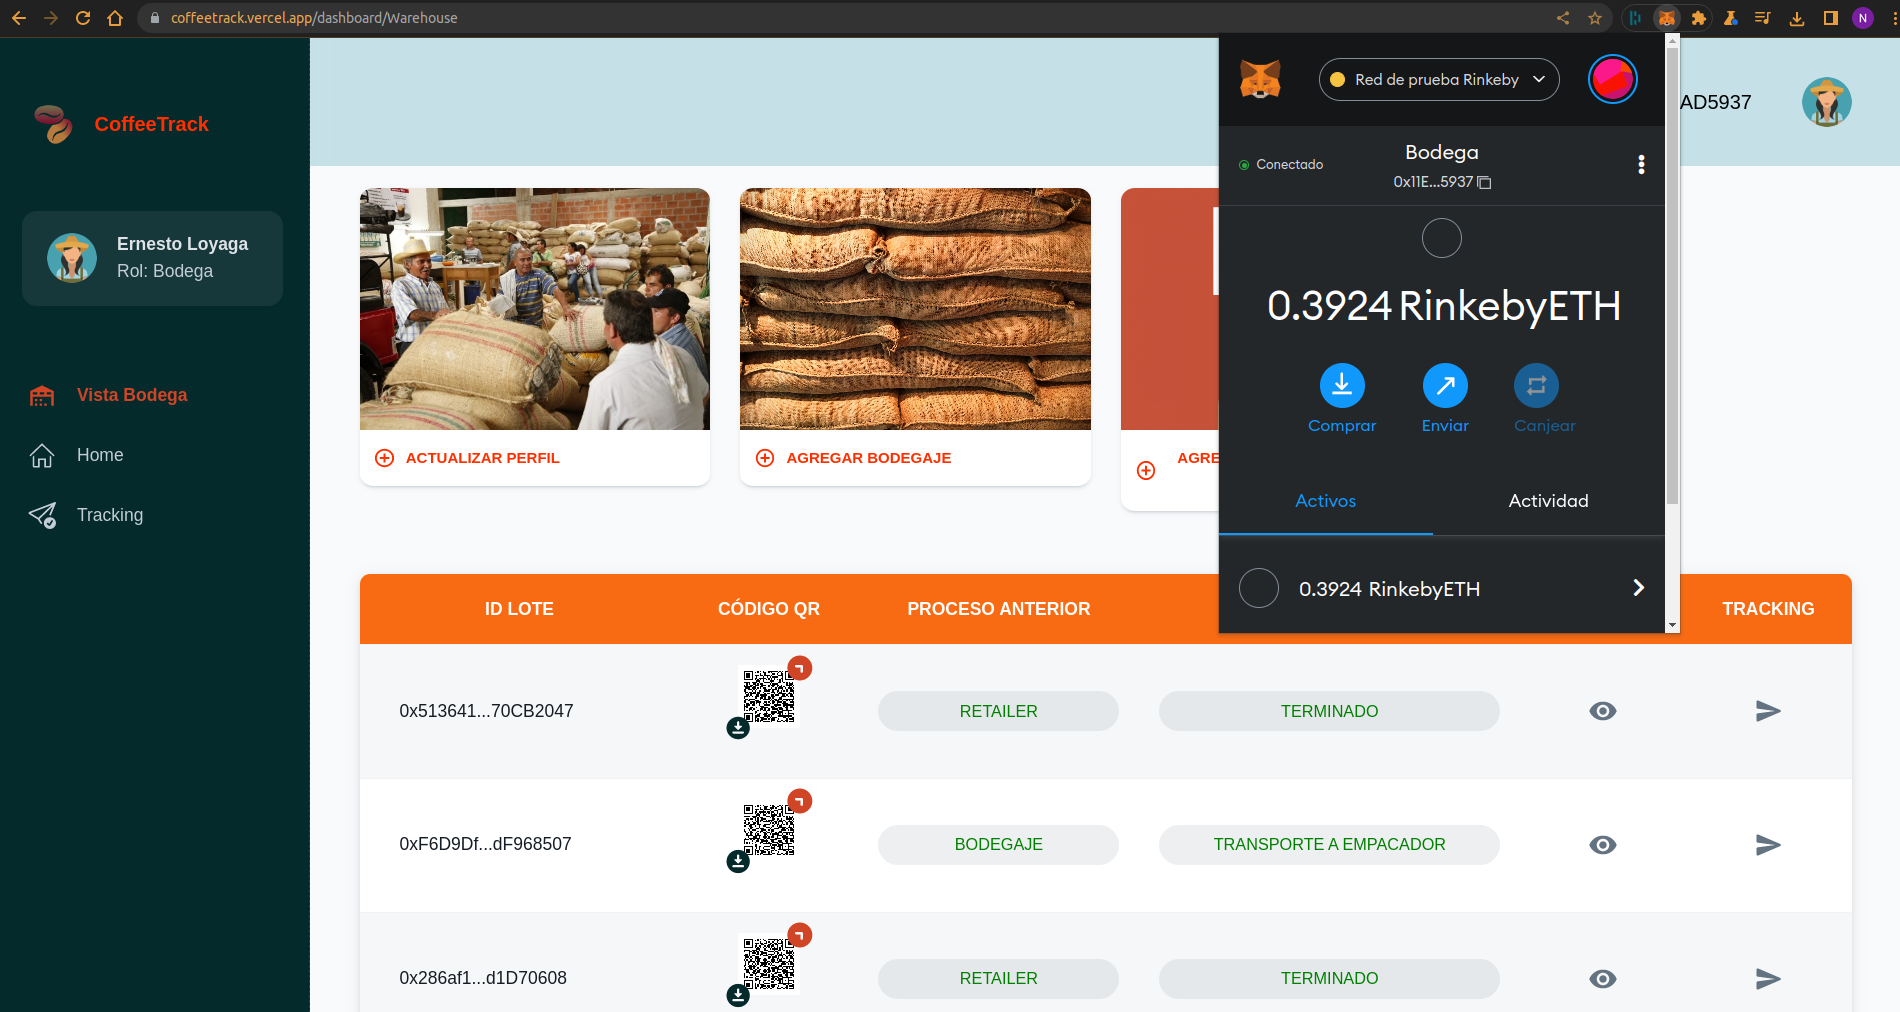 coffeetrack.vercel.app/dashboard/Warehouse
N
CoffeeTrack
Ernesto Loyaga
Rol: Bodega
Vista Bodega
Home
Tracking
AD5937
Red de prueba Rinkeby
Conectado
Bodega
0x11E...5937
0.3924 RinkebyETH
Comprar
Enviar
Canjear
Activos
Actividad
0.3924 RinkebyETH
ACTUALIZAR PERFIL
AGREGAR BODEGAJE
AGRE
ID LOTE
CÓDIGO QR
PROCESO ANTERIOR
TRACKING
0x513641...70CB2047
RETAILER
TERMINADO
0xF6D9Df...dF968507
BODEGAJE
TRANSPORTE A EMPACADOR
0x286af1...d1D70608
RETAILER
TERMINADO